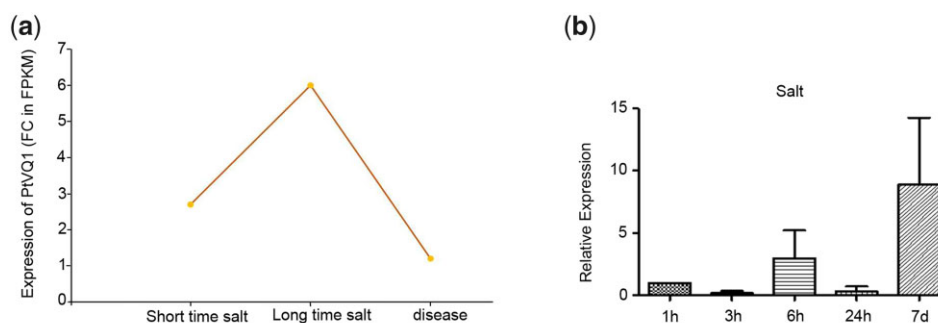 (a)
Expression of PtVQ1 (FC in FPKM)
7
6
5
4
3
2
1
0
Short time salt
Long time salt
disease
(b)
Salt
Relative Expression
15
10
5
0
1h
3h
6h
24h
7d